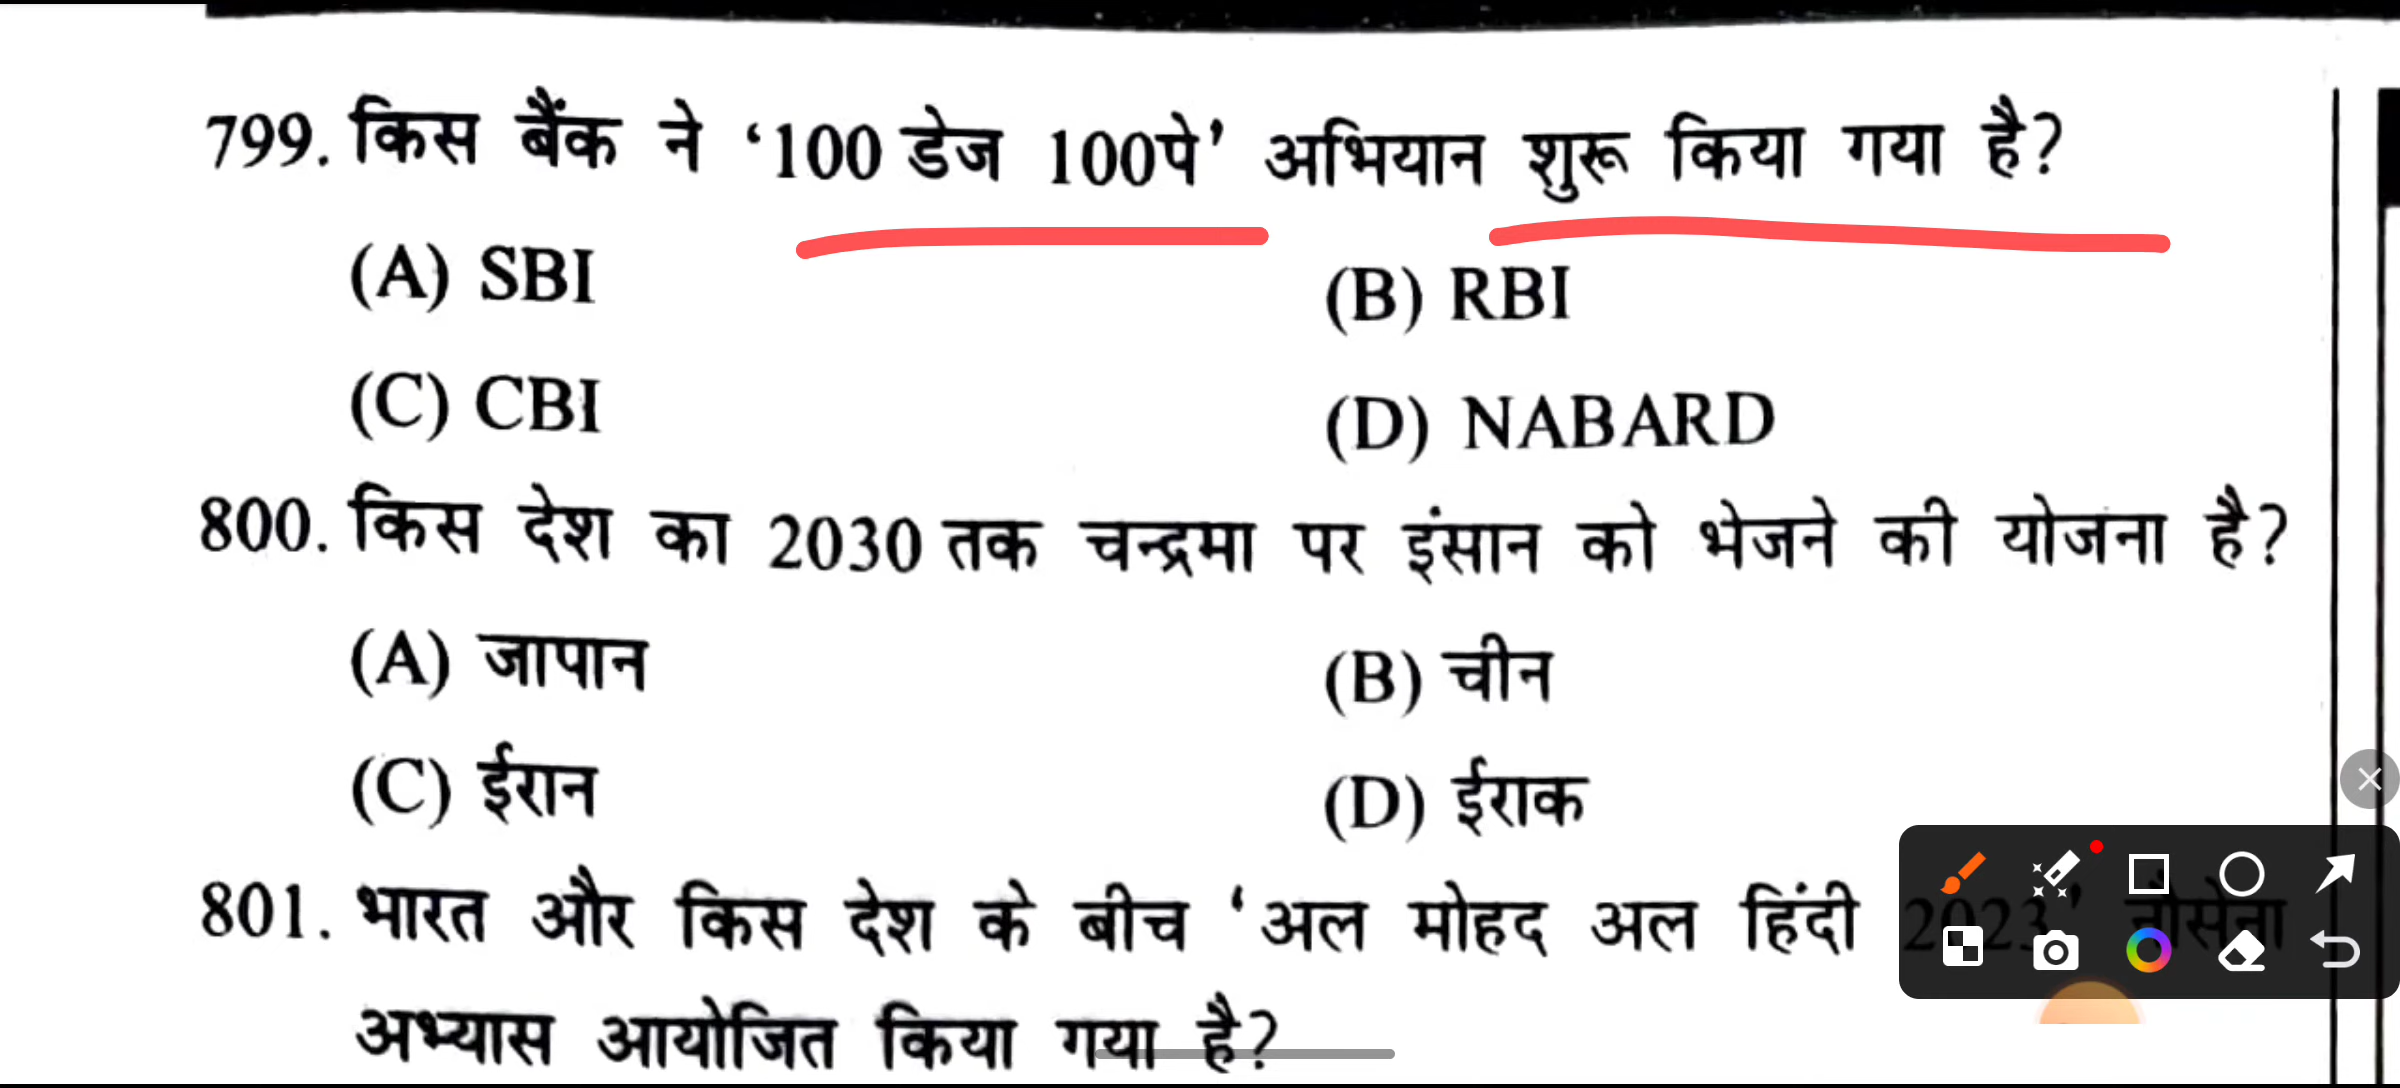 799. किस बैंक ने ‘100 डेज 100पे’ अभियान शुरू किया गया है?
(A) SBI
(B) RBI
(C) CBI
(D) NABARD
800. किस देश का 2030 तक चन्द्रमा पर इंसान को भेजने की योजना है?
(A) जापान
(B) चीन
(C) ईरान
(D) ईराक
801. भारत और किस देश के बीच ‘अल मोहद अल हिंदी 2023’ नौसेना
अभ्यास आयोजित किया गया है?